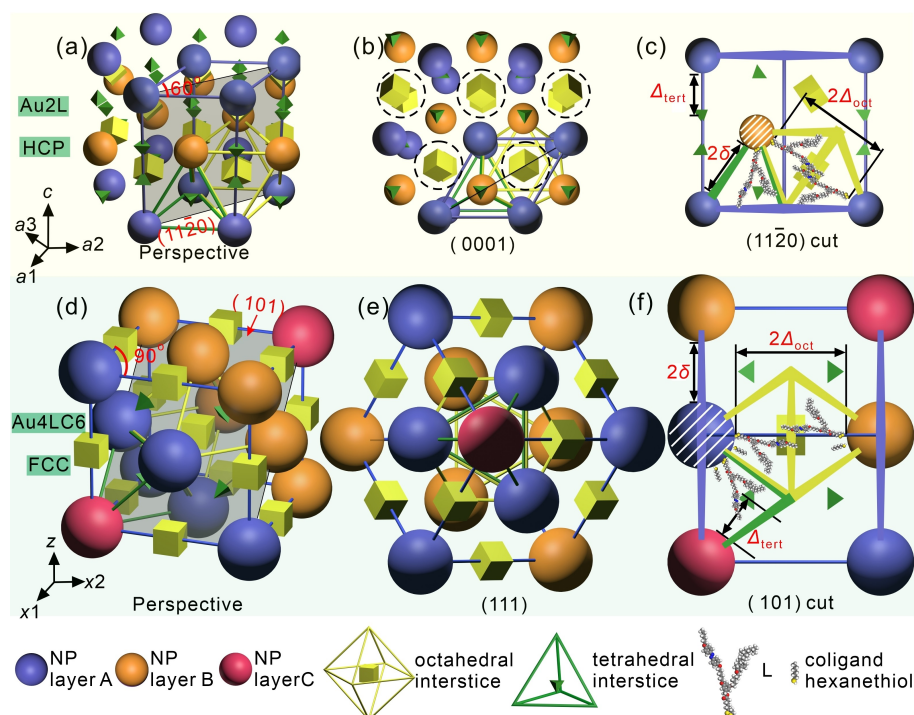 (a)
(b)
(c)
60°
Au2L
HCP
Δtert
2Δoct
2δ
c
a3
a2
a1
(112̄0)
Perspective
(0001)
(112̄0) cut
(d)
(101)
(e)
(f)
90°
2Δoct
2δ
Au4LC6
FCC
Δtert
z
x2
x1
Perspective
(111)
(101) cut
NP layer A
NP layer B
NP layerC
octahedral interstice
tetrahedral interstice
L
coligand hexanethiol